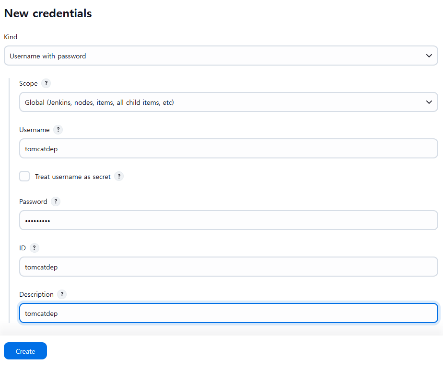 New credentials
Kind
Username with password
Scope ?
Global (Jenkins, nodes, items, all child items, etc)
Username ?
tomcatdep
Treat username as secret ?
Password ?
•••••••••
ID ?
tomcatdep
Description ?
tomcatdep
Create